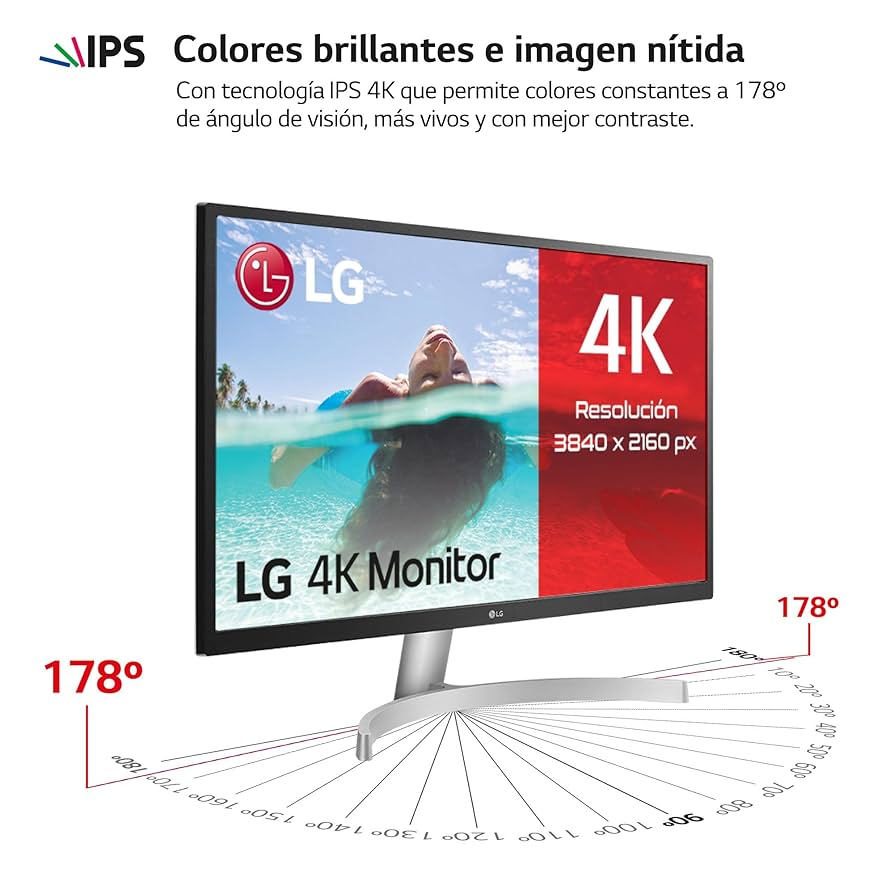 IPS
Colores brillantes e imagen nítida
Con tecnología IPS 4K que permite colores constantes a 178º
de ángulo de visión, más vivos y con mejor contraste.
LG
LG
4K
Resolución
3840 x 2160 px
LG 4K Monitor
LG
178º
178º
180º
10º
20º
30º
40º
50º
60º
70º
80º
90º
100º
110º
120º
130º
140º
150º
160º
170º
180º